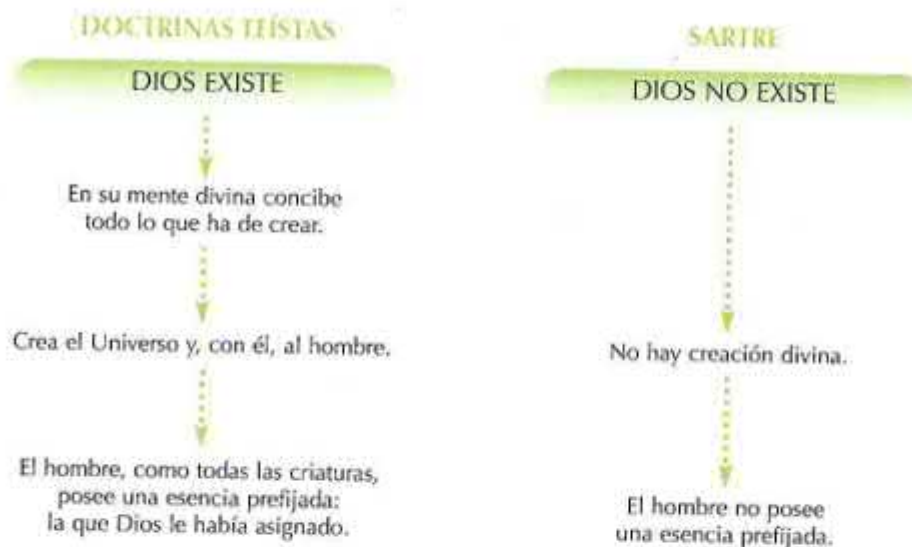 DOCTRINAS TEÍSTAS
DIOS EXISTE
En su mente divina concibe
todo lo que ha de crear.
Crea el Universo y, con él, al hombre.
El hombre, como todas las criaturas,
posee una esencia prefijada:
la que Dios le había asignado.
SARTRE
DIOS NO EXISTE
No hay creación divina.
El hombre no posee
una esencia prefijada.